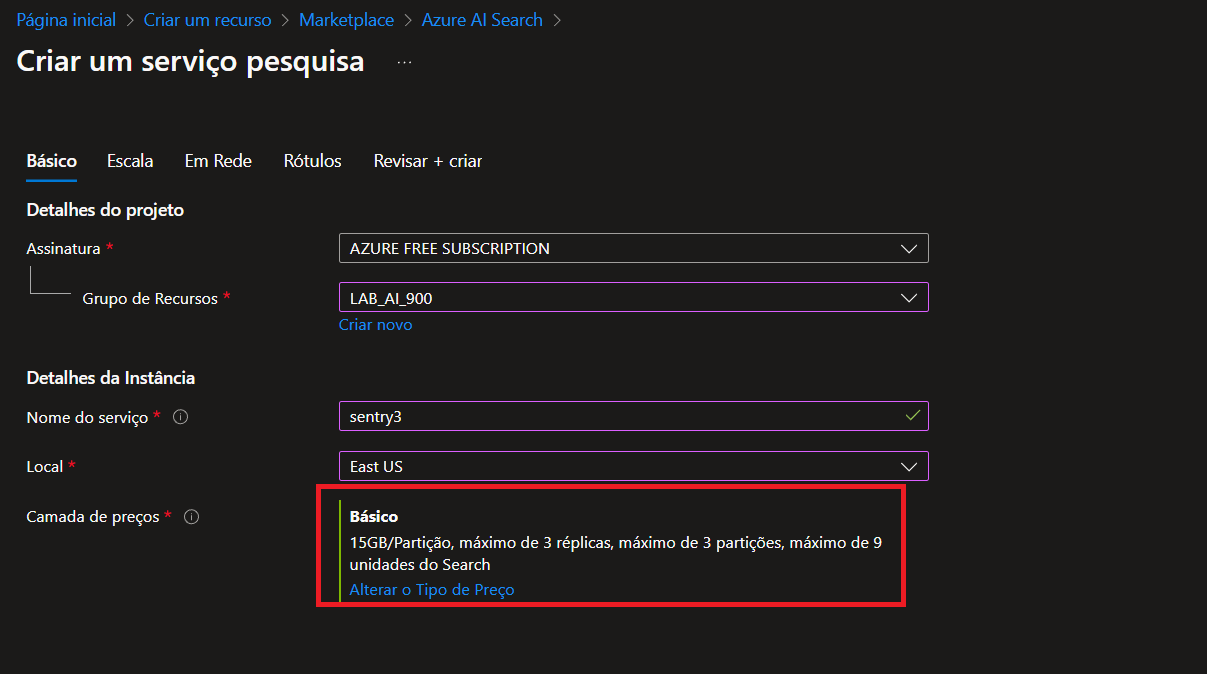 Página inicial > Criar um recurso > Marketplace > Azure AI Search >
Criar um serviço pesquisa ...
Básico Escala Em Rede Rótulos Revisar + criar
Detalhes do projeto
Assinatura * AZURE FREE SUBSCRIPTION
Grupo de Recursos * LAB_AI_900
Criar novo
Detalhes da Instância
Nome do serviço * sentry3
Local * East US
Camada de preços * Básico
15GB/Partição, máximo de 3 réplicas, máximo de 3 partições, máximo de 9
unidades do Search
Alterar o Tipo de Preço